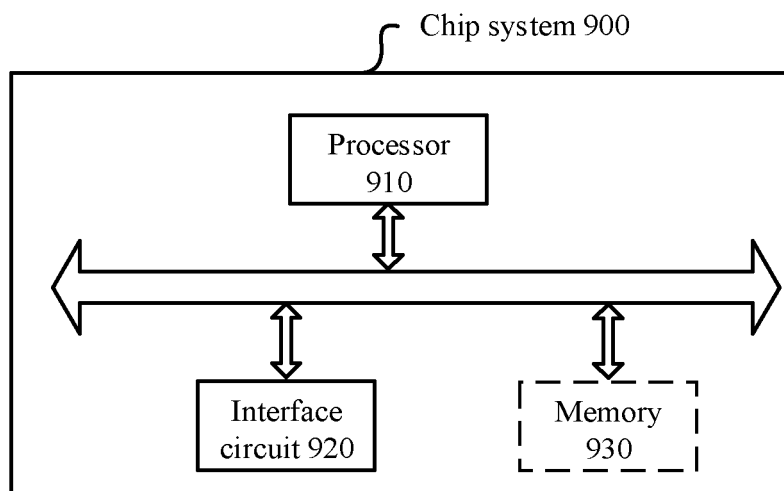 Chip system 900
Processor
910
Interface
circuit 920
Memory
930